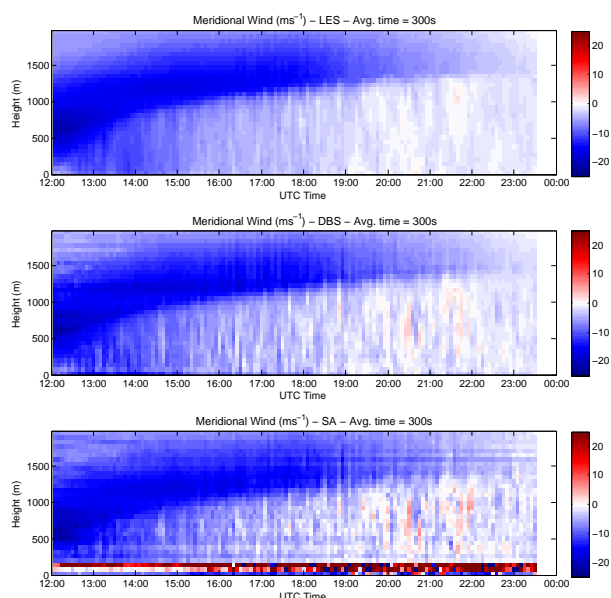 Meridional Wind (ms⁻¹) – LES – Avg. time = 300s
20
10
0
−10
−20
Height (m)
1500
1000
500
0
12:00 13:00 14:00 15:00 16:00 17:00 18:00 19:00 20:00 21:00 22:00 23:00 00:00
UTC Time
Meridional Wind (ms⁻¹) – DBS – Avg. time = 300s
20
10
0
−10
−20
Height (m)
1500
1000
500
0
12:00 13:00 14:00 15:00 16:00 17:00 18:00 19:00 20:00 21:00 22:00 23:00 00:00
UTC Time
Meridional Wind (ms⁻¹) – SA – Avg. time = 300s
20
10
0
−10
−20
Height (m)
1500
1000
500
0
12:00 13:00 14:00 15:00 16:00 17:00 18:00 19:00 20:00 21:00 22:00 23:00 00:00
UTC Time